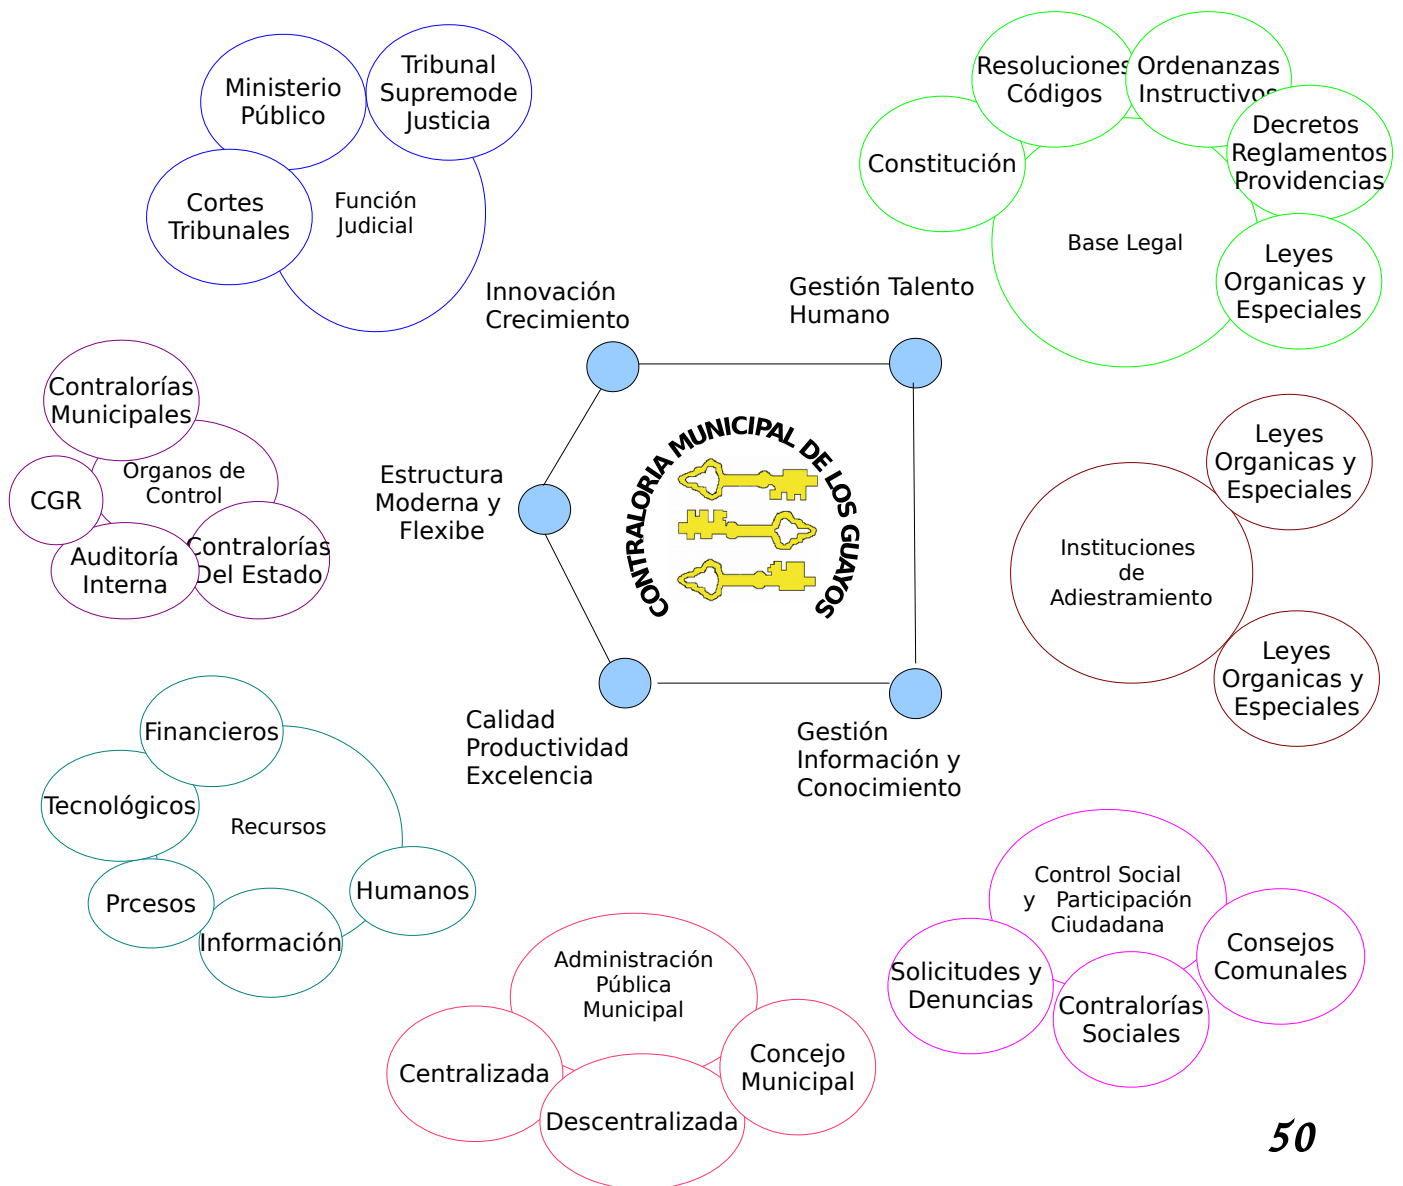 Ministerio
Público
Tribunal
Supremode
Justicia
Cortes
Tribunales
Función
Judicial
Resoluciones
Códigos
Ordenanzas
Instructivos
Constitución
Decretos
Reglamentos
Providencias
Base Legal
Leyes
Organicas y
Especiales
Innovación
Crecimiento
Gestión Talento
Humano
Contralorías
Municipales
Organos de
Control
CGR
Auditoría
Interna
Contralorías
Del Estado
Estructura
Moderna y
Flexibe
CONTRALORIA MUNICIPAL DE LOS GUAYOS
Leyes
Organicas y
Especiales
Instituciones
de
Adiestramiento
Leyes
Organicas y
Especiales
Calidad
Productividad
Excelencia
Gestión
Información y
Conocimiento
Financieros
Tecnológicos
Recursos
Prcesos
Información
Humanos
Administración
Pública
Municipal
Centralizada
Descentralizada
Concejo
Municipal
Control Social
y Participación
Ciudadana
Solicitudes y
Denuncias
Contralorías
Sociales
Consejos
Comunales
50